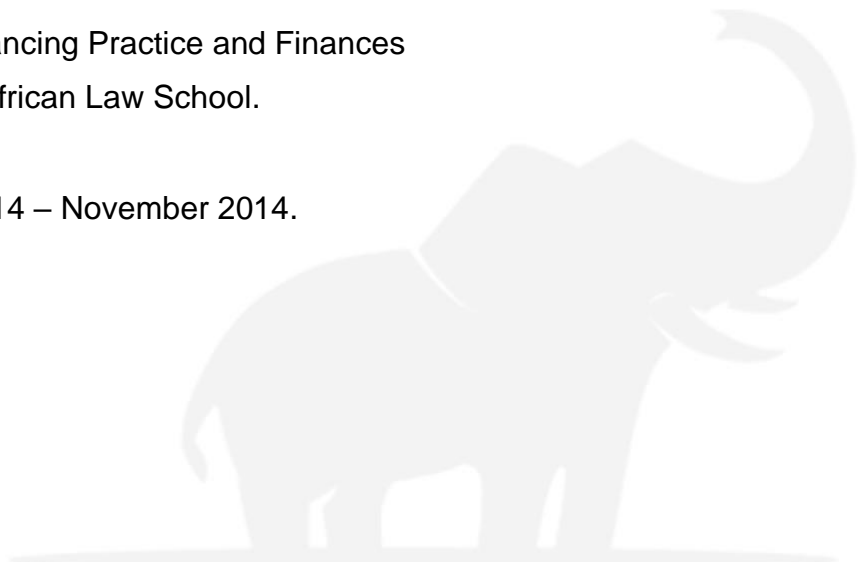 ancing Practice and Finances
frican Law School.
14 – November 2014.